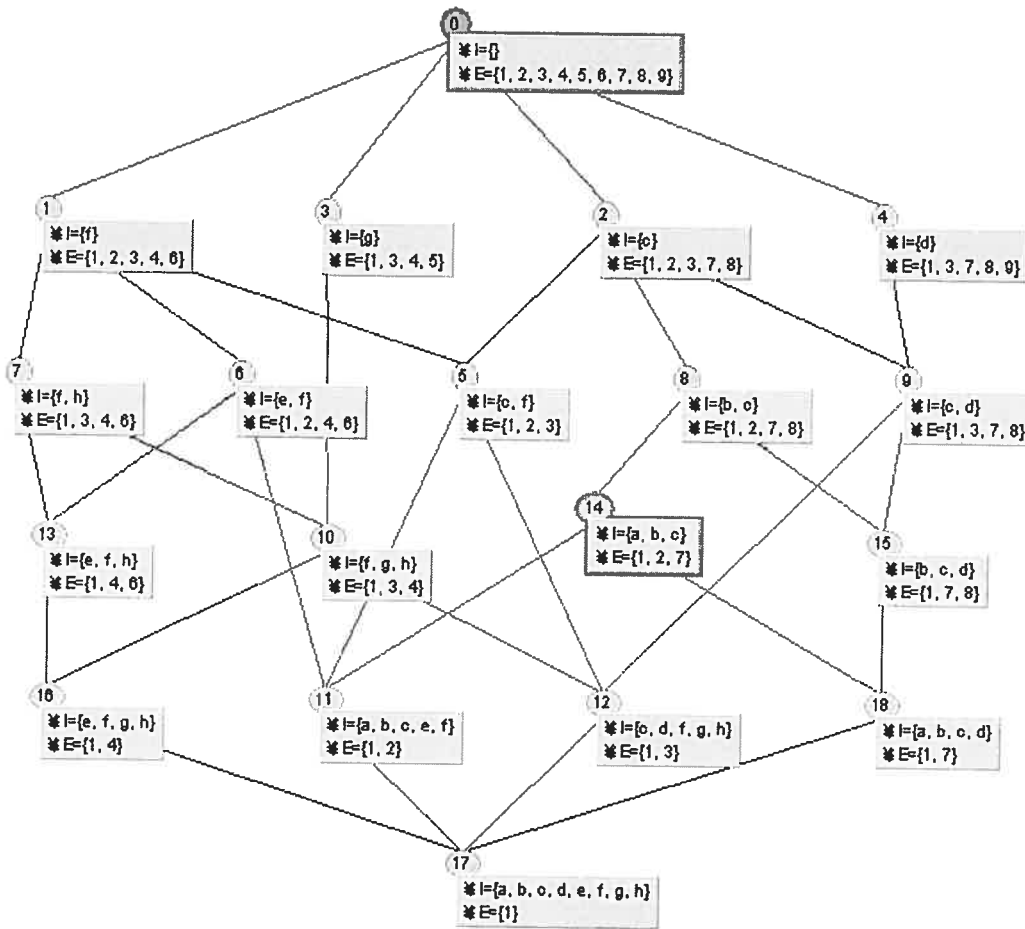 0
¥ I={}
¥ E={1, 2, 3, 4, 5, 6, 7, 8, 9}
1
¥ I={f}
¥ E={1, 2, 3, 4, 6}
3
¥ I={g}
¥ E={1, 3, 4, 5}
2
¥ I={c}
¥ E={1, 2, 3, 7, 8}
4
¥ I={d}
¥ E={1, 3, 7, 8, 9}
7
¥ I={f, h}
¥ E={1, 3, 4, 6}
6
¥ I={e, f}
¥ E={1, 2, 4, 6}
5
¥ I={c, f}
¥ E={1, 2, 3}
8
¥ I={b, c}
¥ E={1, 2, 7, 8}
9
¥ I={c, d}
¥ E={1, 3, 7, 8}
13
¥ I={e, f, h}
¥ E={1, 4, 6}
10
¥ I={f, g, h}
¥ E={1, 3, 4}
14
¥ I={a, b, c}
¥ E={1, 2, 7}
15
¥ I={b, c, d}
¥ E={1, 7, 8}
16
¥ I={e, f, g, h}
¥ E={1, 4}
11
¥ I={a, b, c, e, f}
¥ E={1, 2}
12
¥ I={c, d, f, g, h}
¥ E={1, 3}
18
¥ I={a, b, c, d}
¥ E={1, 7}
17
¥ I={a, b, c, d, e, f, g, h}
¥ E={1}